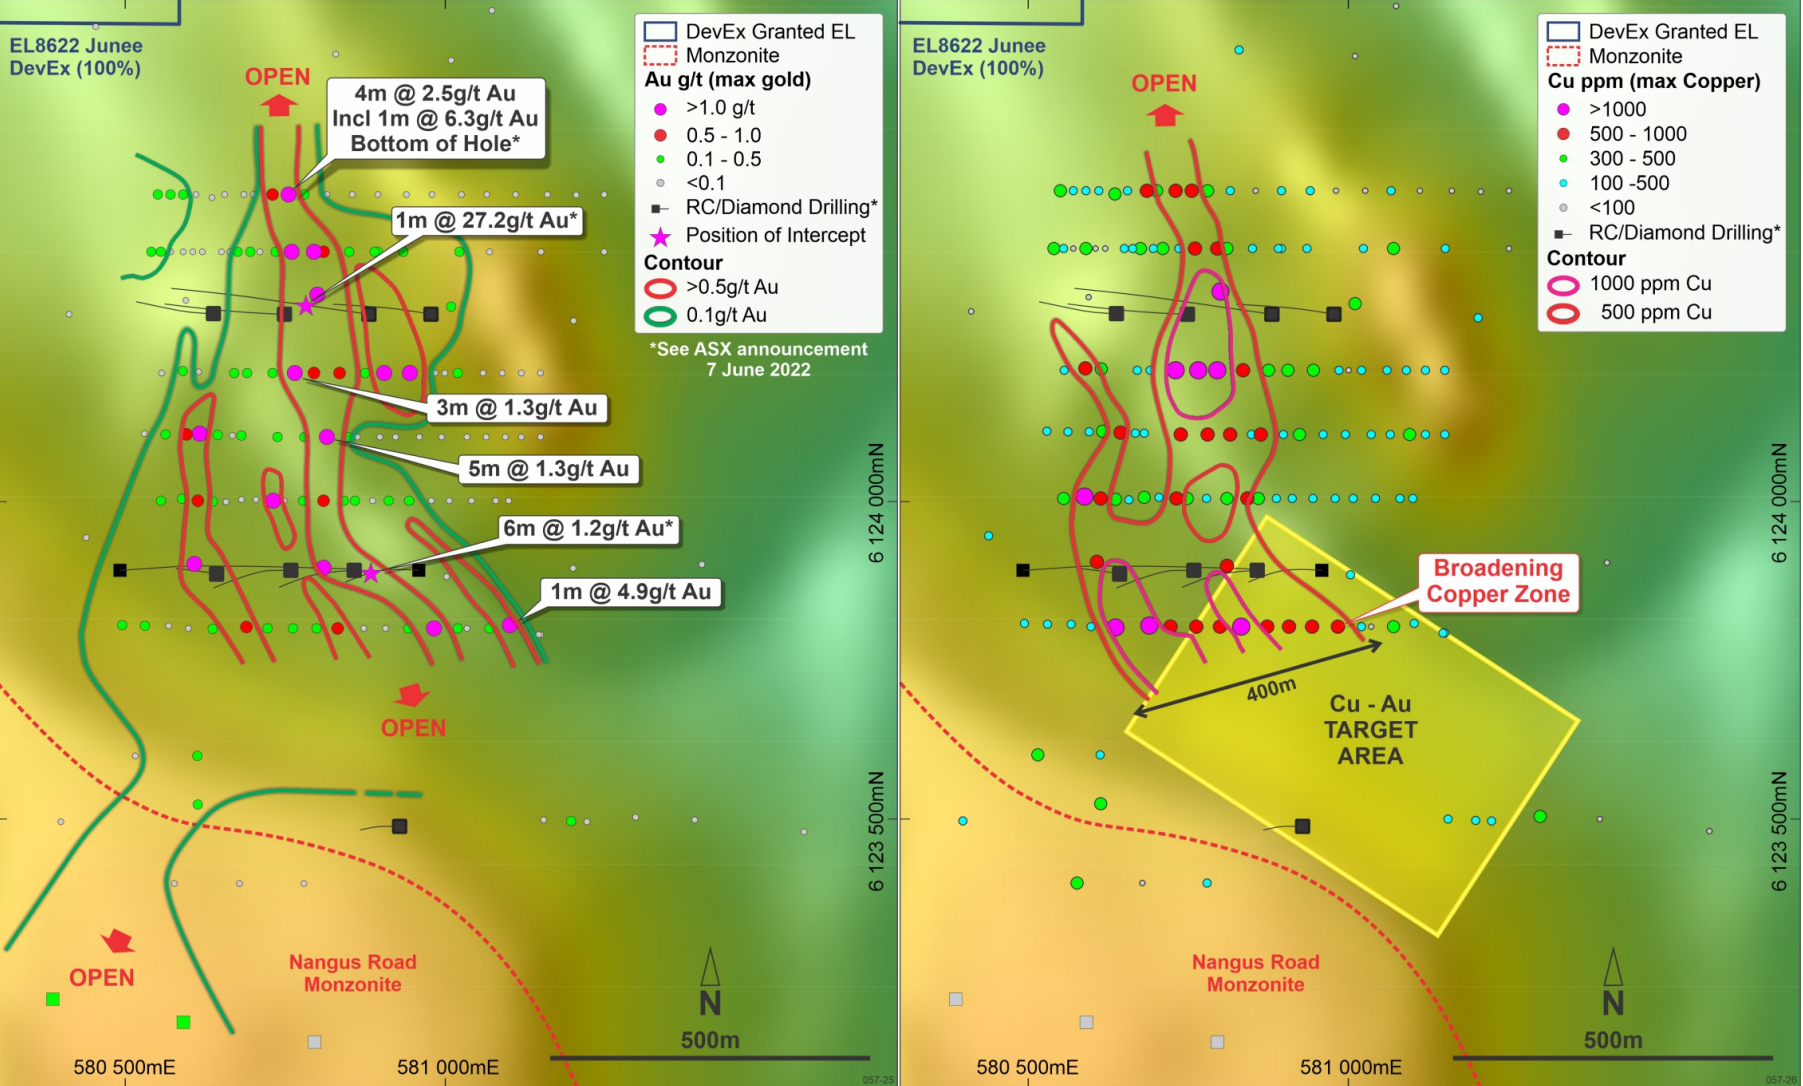 EL8622 Junee
DevEx (100%)
OPEN
4m @ 2.5g/t Au
Incl 1m @ 6.3g/t Au
Bottom of Hole*
1m @ 27.2g/t Au*
3m @ 1.3g/t Au
5m @ 1.3g/t Au
6m @ 1.2g/t Au*
1m @ 4.9g/t Au
OPEN
OPEN
Nangus Road
Monzonite
DevEx Granted EL
Monzonite
Au g/t (max gold)
>1.0 g/t
0.5 - 1.0
0.1 - 0.5
<0.1
RC/Diamond Drilling*
Position of Intercept
Contour
>0.5g/t Au
0.1g/t Au
*See ASX announcement
7 June 2022
6 124 000mN
6 123 500mN
N
500m
580 500mE
581 000mE
057-25
EL8622 Junee
DevEx (100%)
OPEN
DevEx Granted EL
Monzonite
Cu ppm (max Copper)
>1000
500 - 1000
300 - 500
100 -500
<100
RC/Diamond Drilling*
Contour
1000 ppm Cu
500 ppm Cu
Broadening
Copper Zone
400m
Cu - Au
TARGET
AREA
Nangus Road
Monzonite
6 124 000mN
6 123 500mN
N
500m
580 500mE
581 000mE
057-26